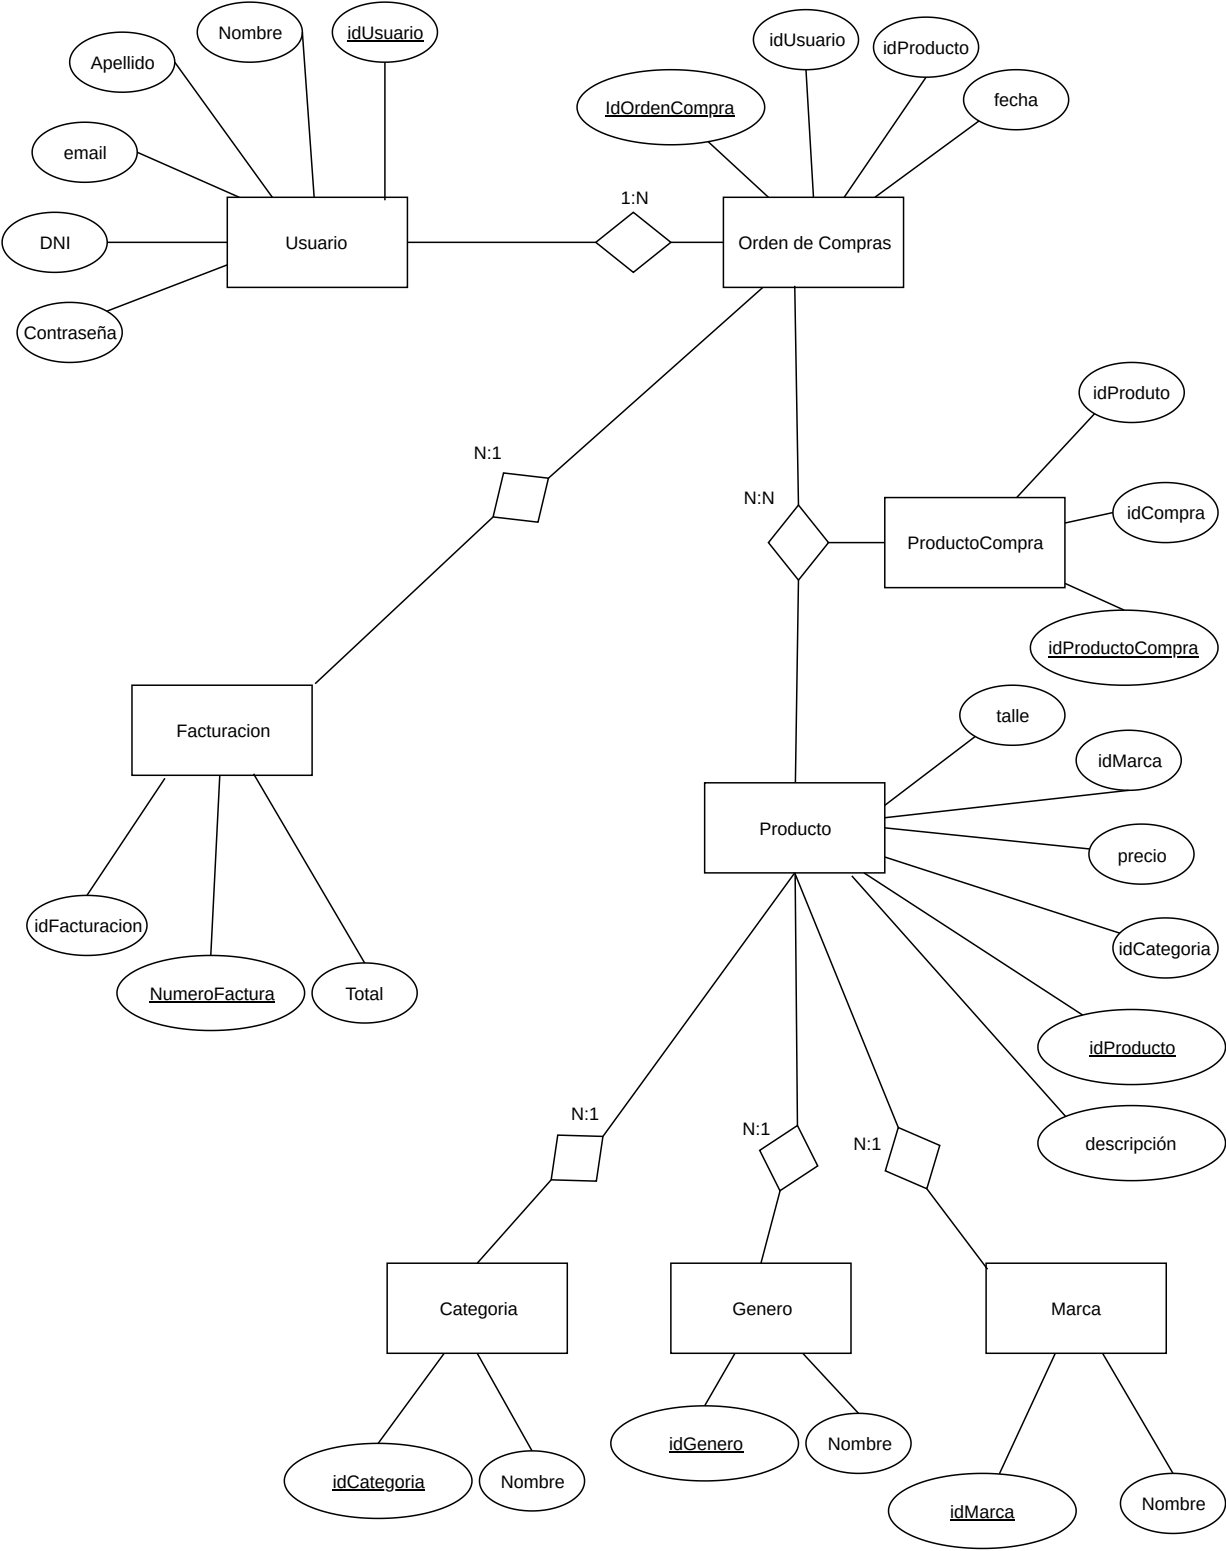 Nombre
idUsuario
Apellido
email
DNI
Contraseña
Usuario
1:N
idUsuario
idProducto
IdOrdenCompra
fecha
Orden de Compras
N:1
N:N
idProduto
idCompra
ProductoCompra
idProductoCompra
Facturacion
idFacturacion
NumeroFactura
Total
talle
idMarca
Producto
precio
idCategoria
idProducto
descripción
N:1
N:1
N:1
Categoria
Genero
Marca
idCategoria
Nombre
idGenero
Nombre
idMarca
Nombre